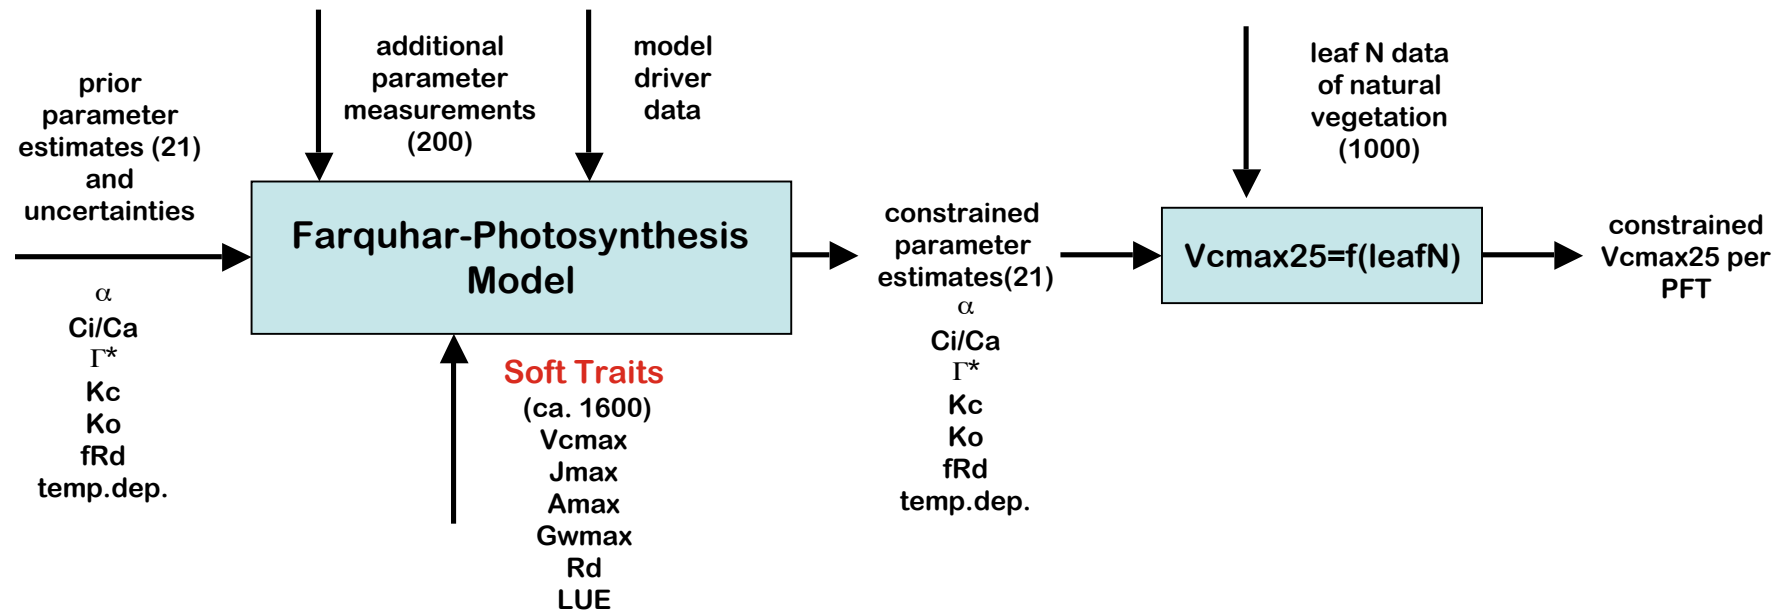 prior
parameter
estimates (21)
and
uncertainties
α
Ci/Ca
Γ*
Kc
Ko
fRd
temp.dep.
additional
parameter
measurements
(200)
model
driver
data
Farquhar-Photosynthesis
Model
Soft Traits
(ca. 1600)
Vcmax
Jmax
Amax
Gwmax
Rd
LUE
constrained
parameter
estimates(21)
α
Ci/Ca
Γ*
Kc
Ko
fRd
temp.dep.
leaf N data
of natural
vegetation
(1000)
Vcmax25=f(leafN)
constrained
Vcmax25 per
PFT